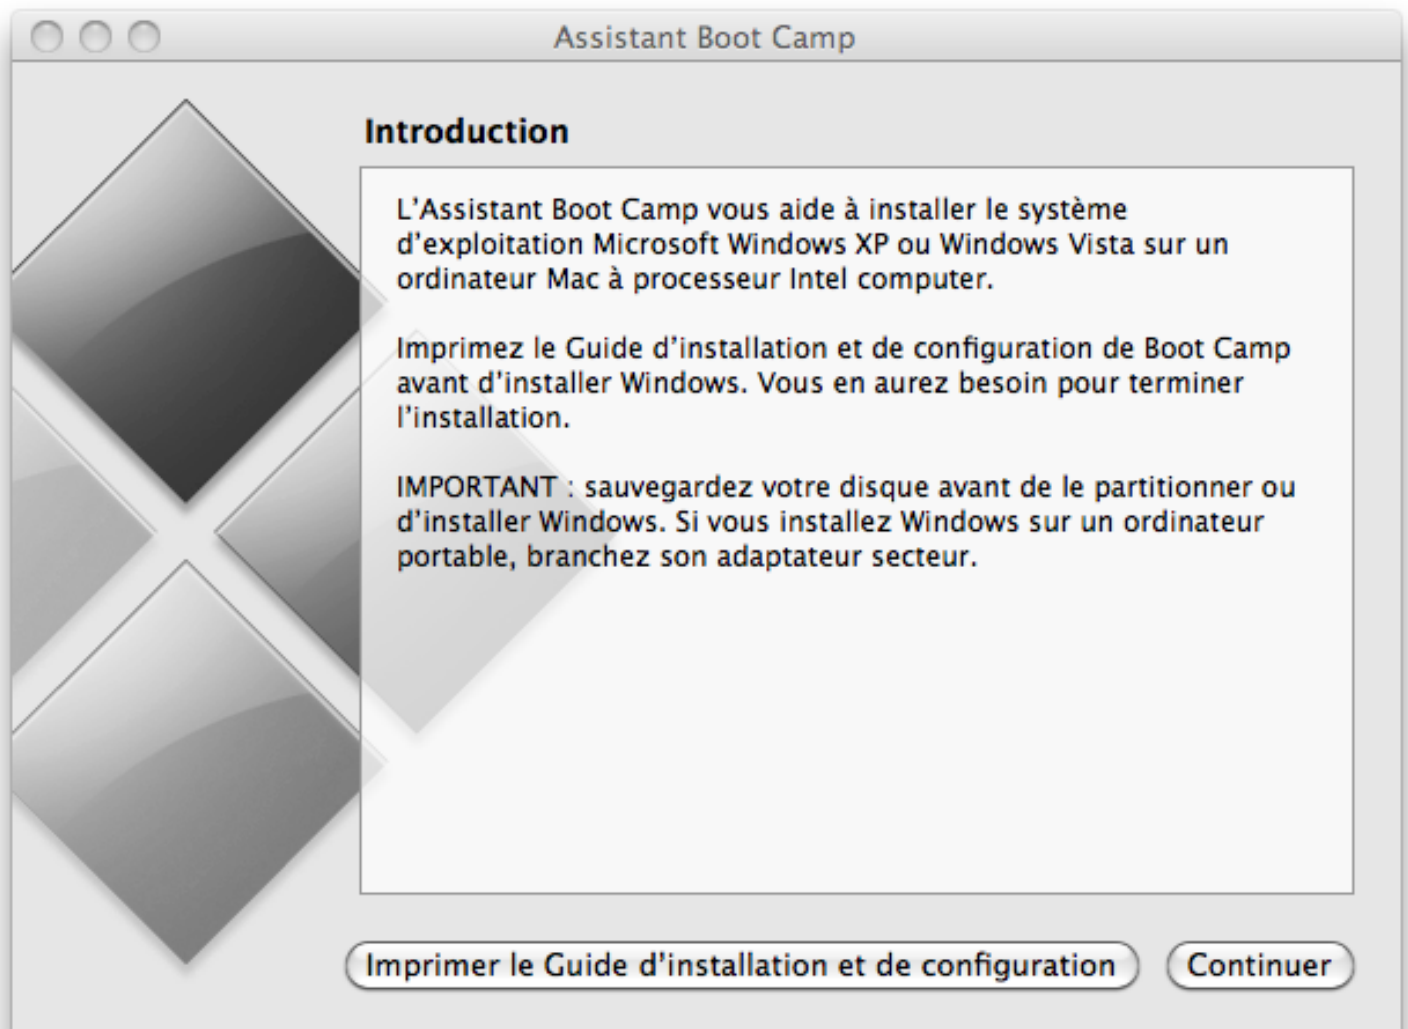 Assistant Boot Camp
Introduction
L’Assistant Boot Camp vous aide à installer le système
d’exploitation Microsoft Windows XP ou Windows Vista sur un
ordinateur Mac à processeur Intel computer.
Imprimez le Guide d’installation et de configuration de Boot Camp
avant d’installer Windows. Vous en aurez besoin pour terminer
l’installation.
IMPORTANT : sauvegardez votre disque avant de le partitionner ou
d’installer Windows. Si vous installez Windows sur un ordinateur
portable, branchez son adaptateur secteur.
Imprimer le Guide d’installation et de configuration
Continuer